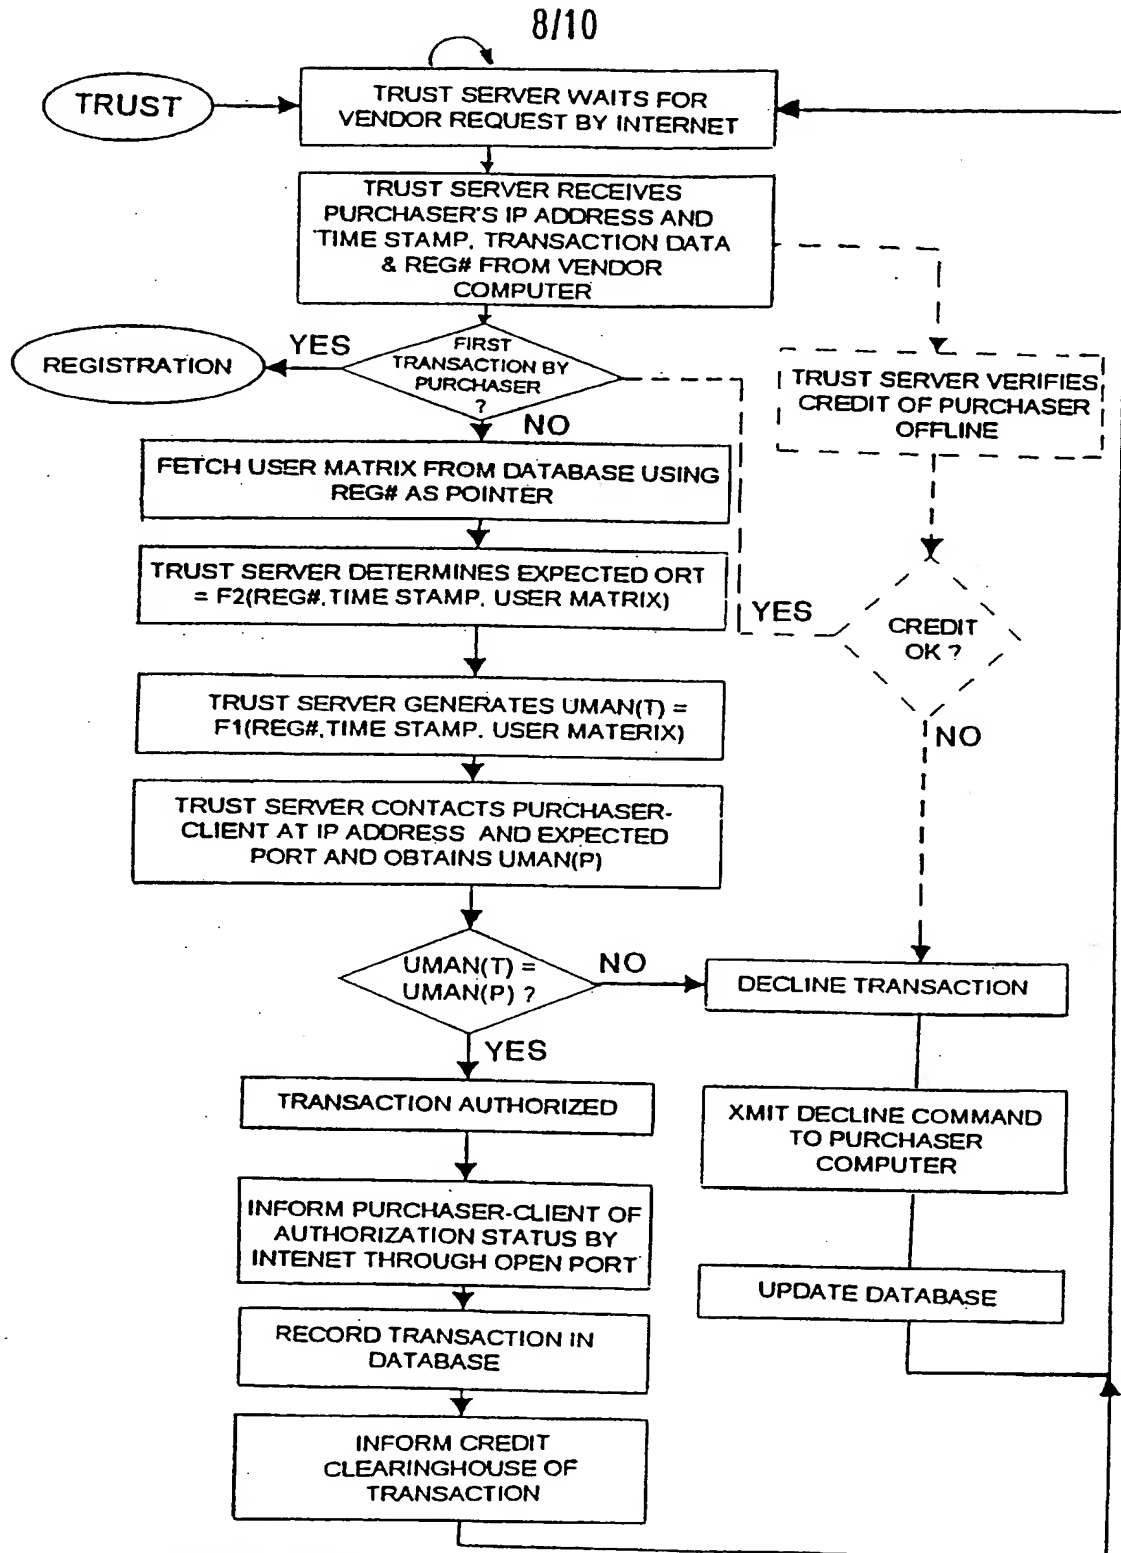 8/10
TRUST
TRUST SERVER WAITS FOR
VENDOR REQUEST BY INTERNET
TRUST SERVER RECEIVES
PURCHASER'S IP ADDRESS AND
TIME STAMP, TRANSACTION DATA
& REG# FROM VENDOR
COMPUTER
REGISTRATION
YES
FIRST
TRANSACTION BY
PURCHASER
?
NO
TRUST SERVER VERIFIES
CREDIT OF PURCHASER
OFFLINE
FETCH USER MATRIX FROM DATABASE USING
REG# AS POINTER
TRUST SERVER DETERMINES EXPECTED ORT
= F2(REG#,TIME STAMP, USER MATRIX)
YES
CREDIT
OK ?
NO
TRUST SERVER GENERATES UMAN(T) =
F1(REG#,TIME STAMP, USER MATERIX)
TRUST SERVER CONTACTS PURCHASER-
CLIENT AT IP ADDRESS AND EXPECTED
PORT AND OBTAINS UMAN(P)
UMAN(T) =
UMAN(P) ?
NO
DECLINE TRANSACTION
YES
TRANSACTION AUTHORIZED
XMIT DECLINE COMMAND
TO PURCHASER
COMPUTER
INFORM PURCHASER-CLIENT OF
AUTHORIZATION STATUS BY
INTENET THROUGH OPEN PORT
UPDATE DATABASE
RECORD TRANSACTION IN
DATABASE
INFORM CREDIT
CLEARINGHOUSE OF
TRANSACTION